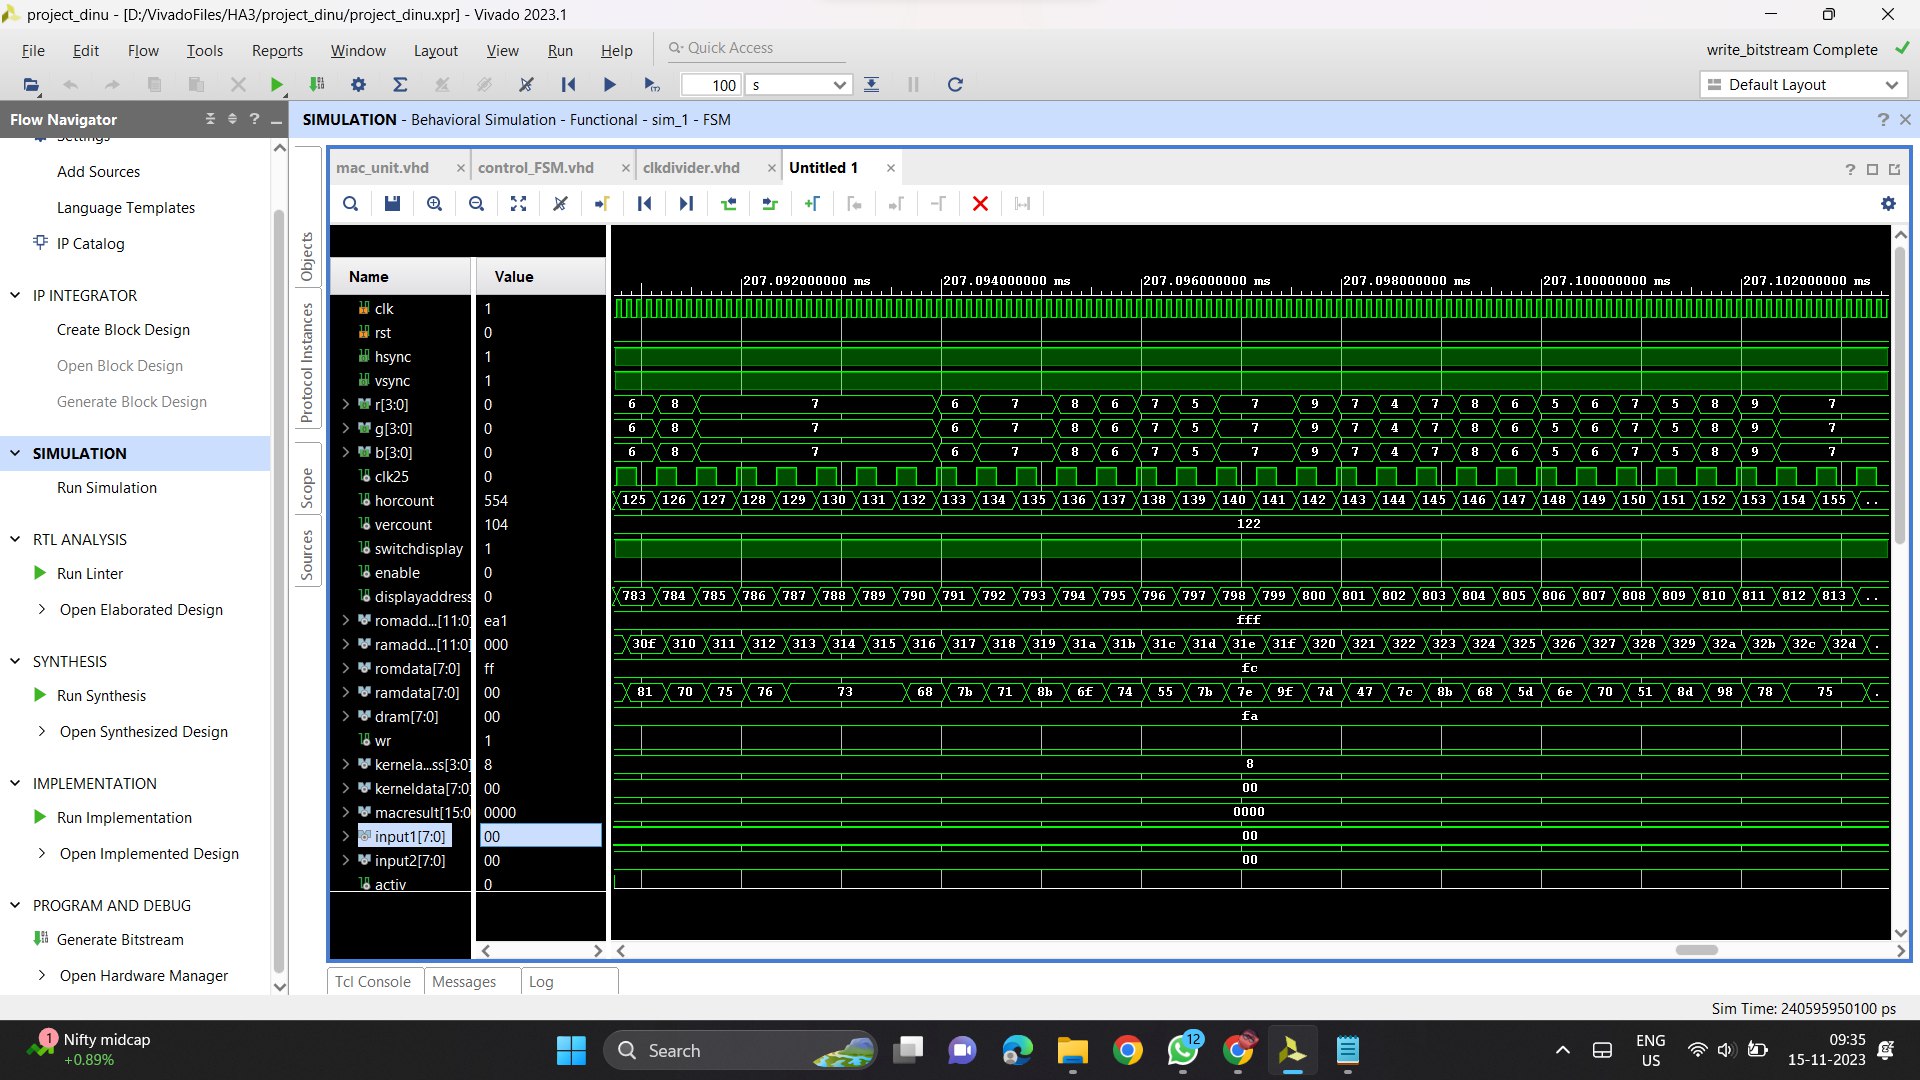 project_dinu - [D:/VivadoFiles/HA3/project_dinu/project_dinu.xpr] - Vivado 2023.1
File Edit Flow Tools Reports Window Layout View Run Help Quick Access write_bitstream Complete
100 s Default Layout
Flow Navigator
SIMULATION - Behavioral Simulation - Functional - sim_1 - FSM
Settings
Add Sources
Language Templates
IP Catalog
IP INTEGRATOR
Create Block Design
Open Block Design
Generate Block Design
SIMULATION
Run Simulation
RTL ANALYSIS
Run Linter
Open Elaborated Design
SYNTHESIS
Run Synthesis
Open Synthesized Design
IMPLEMENTATION
Run Implementation
Open Implemented Design
PROGRAM AND DEBUG
Generate Bitstream
Open Hardware Manager
Objects
Protocol Instances
Scope
Sources
mac_unit.vhd control_FSM.vhd clkdivider.vhd Untitled 1
Name Value
207.092000000 ms 207.094000000 ms 207.096000000 ms 207.098000000 ms 207.100000000 ms 207.102000000 ms
clk 1
rst 0
hsync 1
vsync 1
r[3:0] 0 6 8 7 6 7 8 6 7 5 7 9 7 4 7 8 6 5 6 7 5 8 9 7
g[3:0] 0 6 8 7 6 7 8 6 7 5 7 9 7 4 7 8 6 5 6 7 5 8 9 7
b[3:0] 0 6 8 7 6 7 8 6 7 5 7 9 7 4 7 8 6 5 6 7 5 8 9 7
clk25 0
horcount 554 125 126 127 128 129 130 131 132 133 134 135 136 137 138 139 140 141 142 143 144 145 146 147 148 149 150 151 152 153 154 155 ..
vercount 104 122
switchdisplay 1
enable 0
displayaddress 0 783 784 785 786 787 788 789 790 791 792 793 794 795 796 797 798 799 800 801 802 803 804 805 806 807 808 809 810 811 812 813 ..
romadd...[11:0] ea1 fff
ramadd...[11:0] 000 30f 310 311 312 313 314 315 316 317 318 319 31a 31b 31c 31d 31e 31f 320 321 322 323 324 325 326 327 328 329 32a 32b 32c 32d .
romdata[7:0] ff fc
ramdata[7:0] 00 81 70 75 76 73 68 7b 71 8b 6f 74 55 7b 7e 9f 7d 47 7c 8b 68 5d 6e 70 51 8d 98 78 75 .
dram[7:0] 00 fa
wr 1
kernela...ss[3:0] 8 8
kerneldata[7:0] 00 00
macresult[15:0 0000 0000
input1[7:0] 00 00
input2[7:0] 00 00
activ 0
Tcl Console Messages Log
Sim Time: 240595950100 ps
1 Nifty midcap
+0.89%
Search
12
ENG
US
09:35
15-11-2023